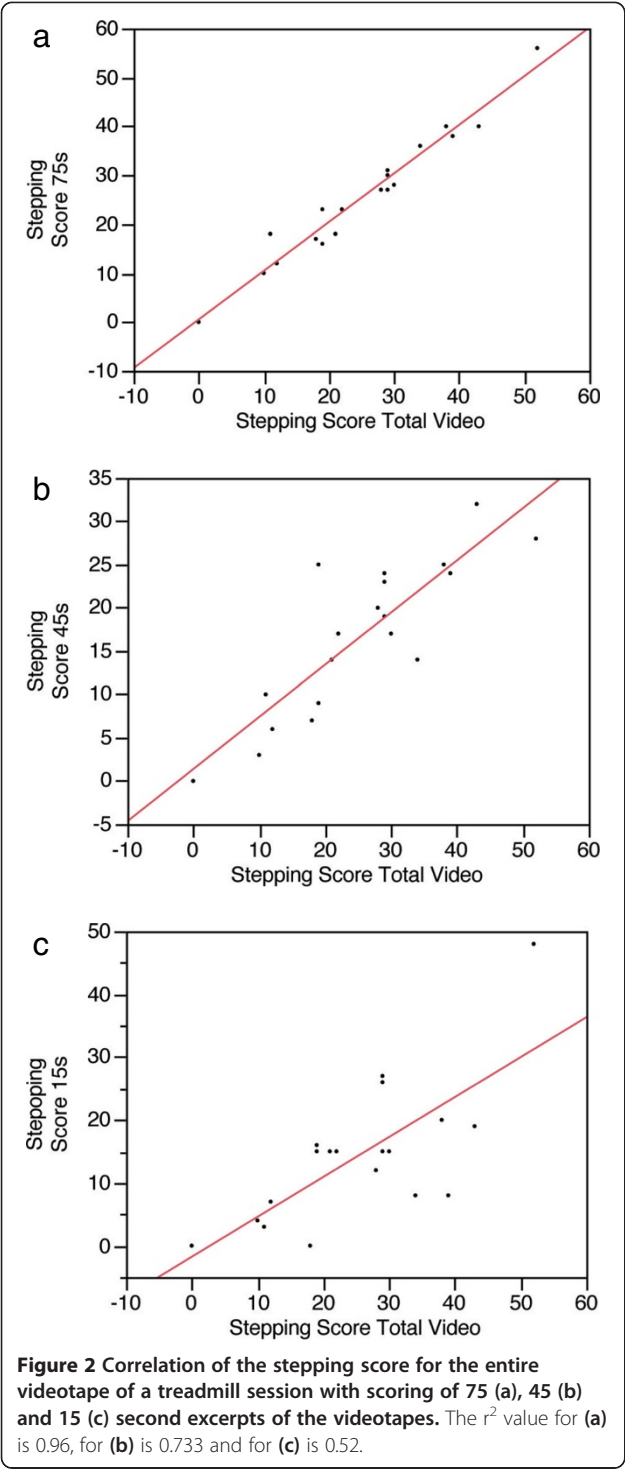 a
60
50
40
30
20
10
0
-10
Stepping
Score 75s
-10 0 10 20 30 40 50 60
Stepping Score Total Video
b
35
30
25
20
15
10
5
0
-5
Stepping
Score 45s
-10 0 10 20 30 40 50 60
Stepping Score Total Video
c
50
40
30
20
10
0
Stepoping
Score 15s
-10 0 10 20 30 40 50 60
Stepping Score Total Video
Figure 2 Correlation of the stepping score for the entire
videotape of a treadmill session with scoring of 75 (a), 45 (b)
and 15 (c) second excerpts of the videotapes. The r² value for (a)
is 0.96, for (b) is 0.733 and for (c) is 0.52.